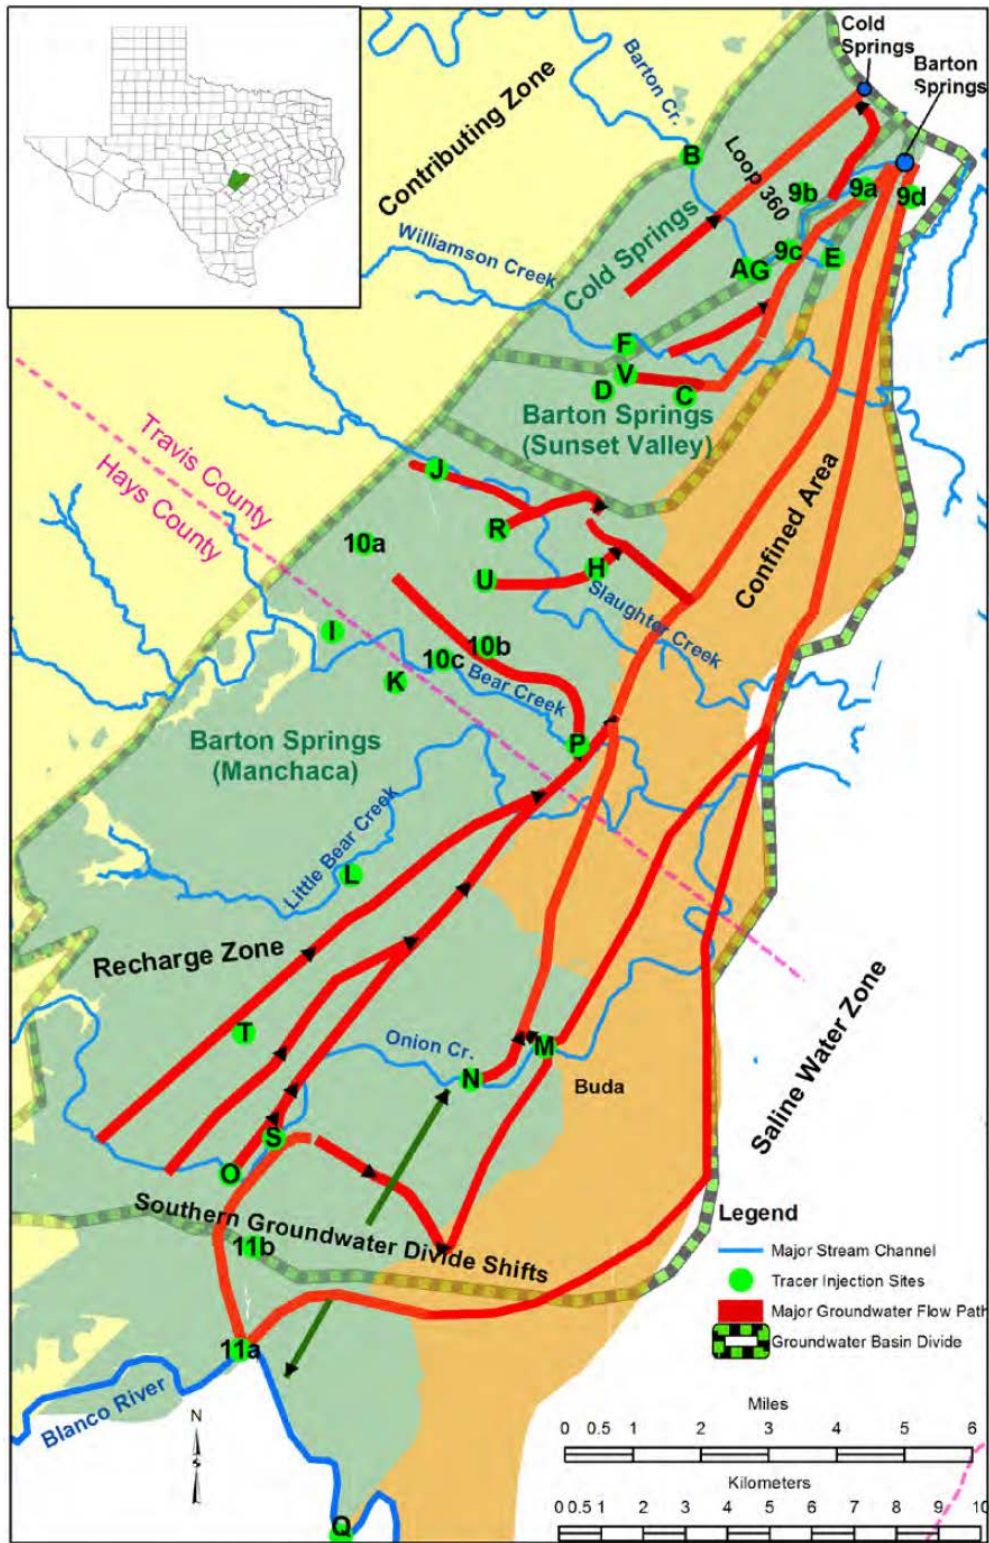 Cold
Springs
Barton
Springs
Barton Cr.
Contributing Zone
B
Loop 360
9b
9a
9d
Williamson Creek
Cold Springs
9c
E
AG
F
V
D
C
Barton Springs
(Sunset Valley)
Travis County
Hays County
J
Confined Area
R
10a
H
U
Slaughter Creek
I
10b
10c
Bear Creek
K
P
Barton Springs
(Manchaca)
Little Bear Creek
L
Recharge Zone
Saline Water Zone
T
Onion Cr.
M
N
Buda
S
O
Southern Groundwater Divide Shifts
11b
Legend
Major Stream Channel
Tracer Injection Sites
Major Groundwater Flow Path
Groundwater Basin Divide
11a
Blanco River
N
S
Miles
0 0.5 1 2 3 4 5 6
Kilometers
0 0.5 1 2 3 4 5 6 7 8 9 10
Q